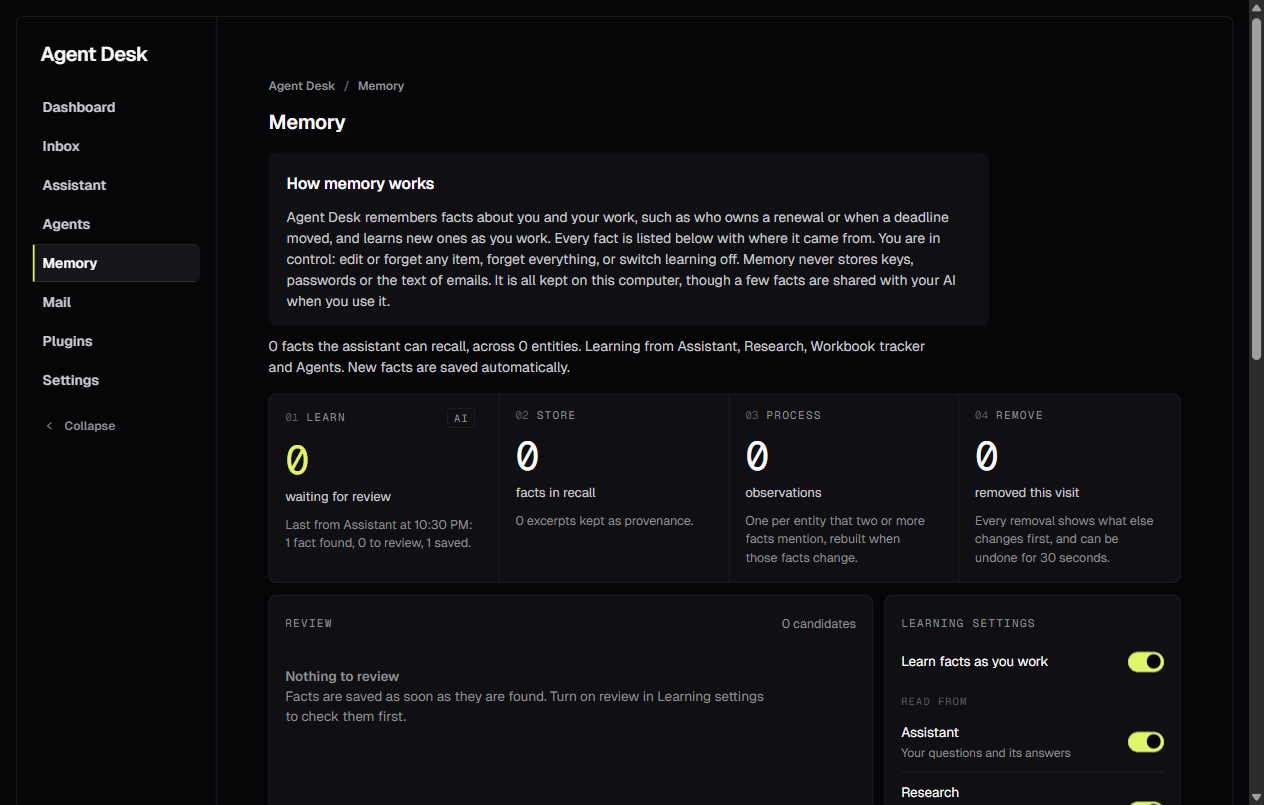 Agent Desk
Dashboard
Inbox
Assistant
Agents
Memory
Mail
Plugins
Settings
Collapse
Agent Desk / Memory
Memory
How memory works
Agent Desk remembers facts about you and your work, such as who owns a renewal or when a deadline
moved, and learns new ones as you work. Every fact is listed below with where it came from. You are in
control: edit or forget any item, forget everything, or switch learning off. Memory never stores keys,
passwords or the text of emails. It is all kept on this computer, though a few facts are shared with your AI
when you use it.
0 facts the assistant can recall, across 0 entities. Learning from Assistant, Research, Workbook tracker
and Agents. New facts are saved automatically.
01 LEARN
AI
0
waiting for review
Last from Assistant at 10:30 PM:
1 fact found, 0 to review, 1 saved.
02 STORE
0
facts in recall
0 excerpts kept as provenance.
03 PROCESS
0
observations
One per entity that two or more
facts mention, rebuilt when
those facts change.
04 REMOVE
0
removed this visit
Every removal shows what else
changes first, and can be
undone for 30 seconds.
REVIEW
0 candidates
Nothing to review
Facts are saved as soon as they are found. Turn on review in Learning settings
to check them first.
LEARNING SETTINGS
Learn facts as you work
READ FROM
Assistant
Your questions and its answers
Research